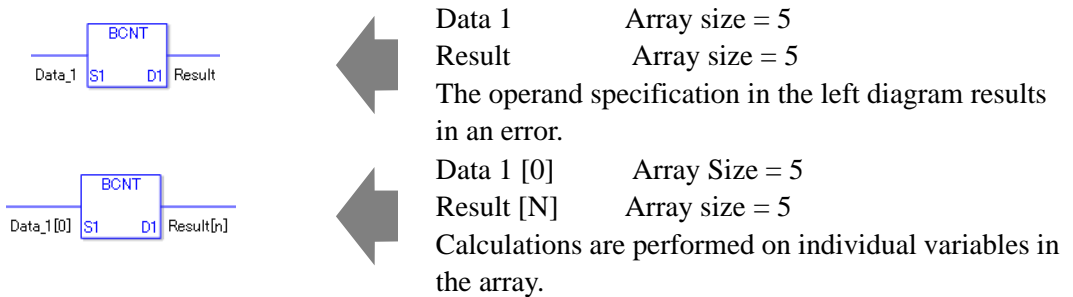 BCNT
Data_1 S1 D1 Result
Data 1 Array size = 5
Result Array size = 5
The operand specification in the left diagram results
in an error.
BCNT
Data_1[0] S1 D1 Result[n]
Data 1 [0] Array Size = 5
Result [N] Array size = 5
Calculations are performed on individual variables in
the array.